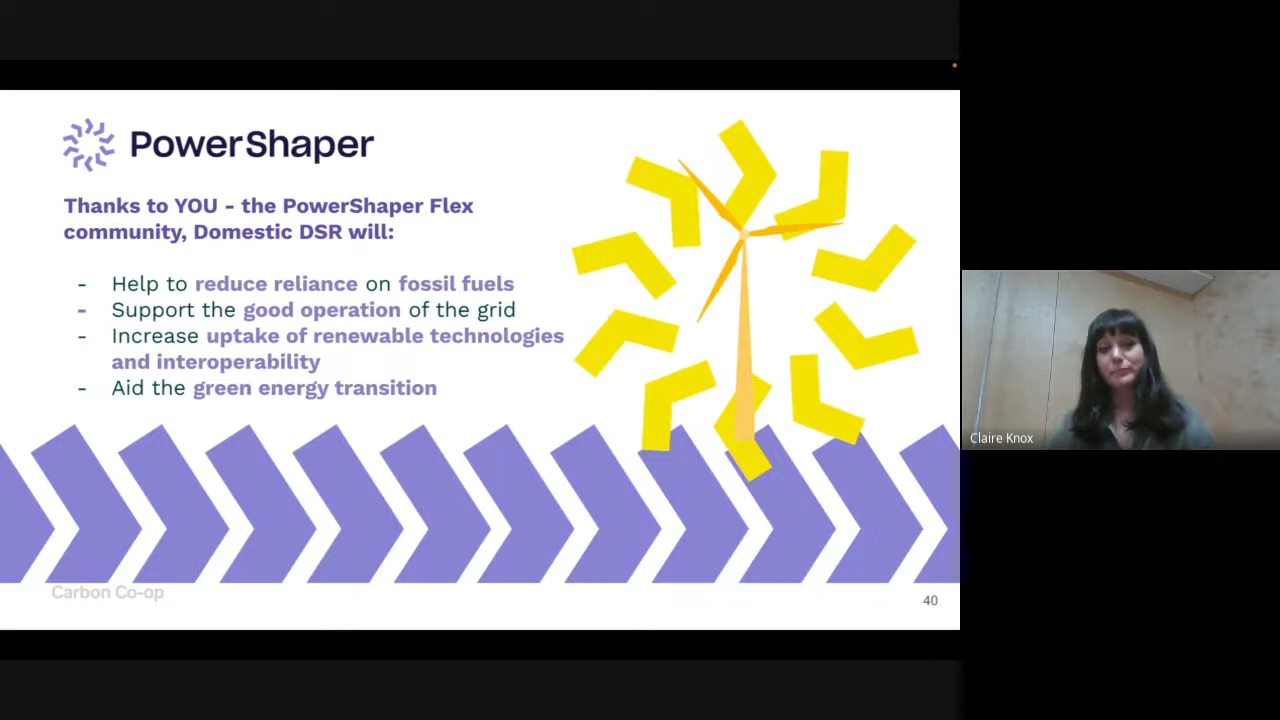 PowerShaper
Thanks to YOU - the PowerShaper Flex
community, Domestic DSR will:
- Help to reduce reliance on fossil fuels
- Support the good operation of the grid
- Increase uptake of renewable technologies
and interoperability
- Aid the green energy transition
Claire Knox
Carbon Co-op
40